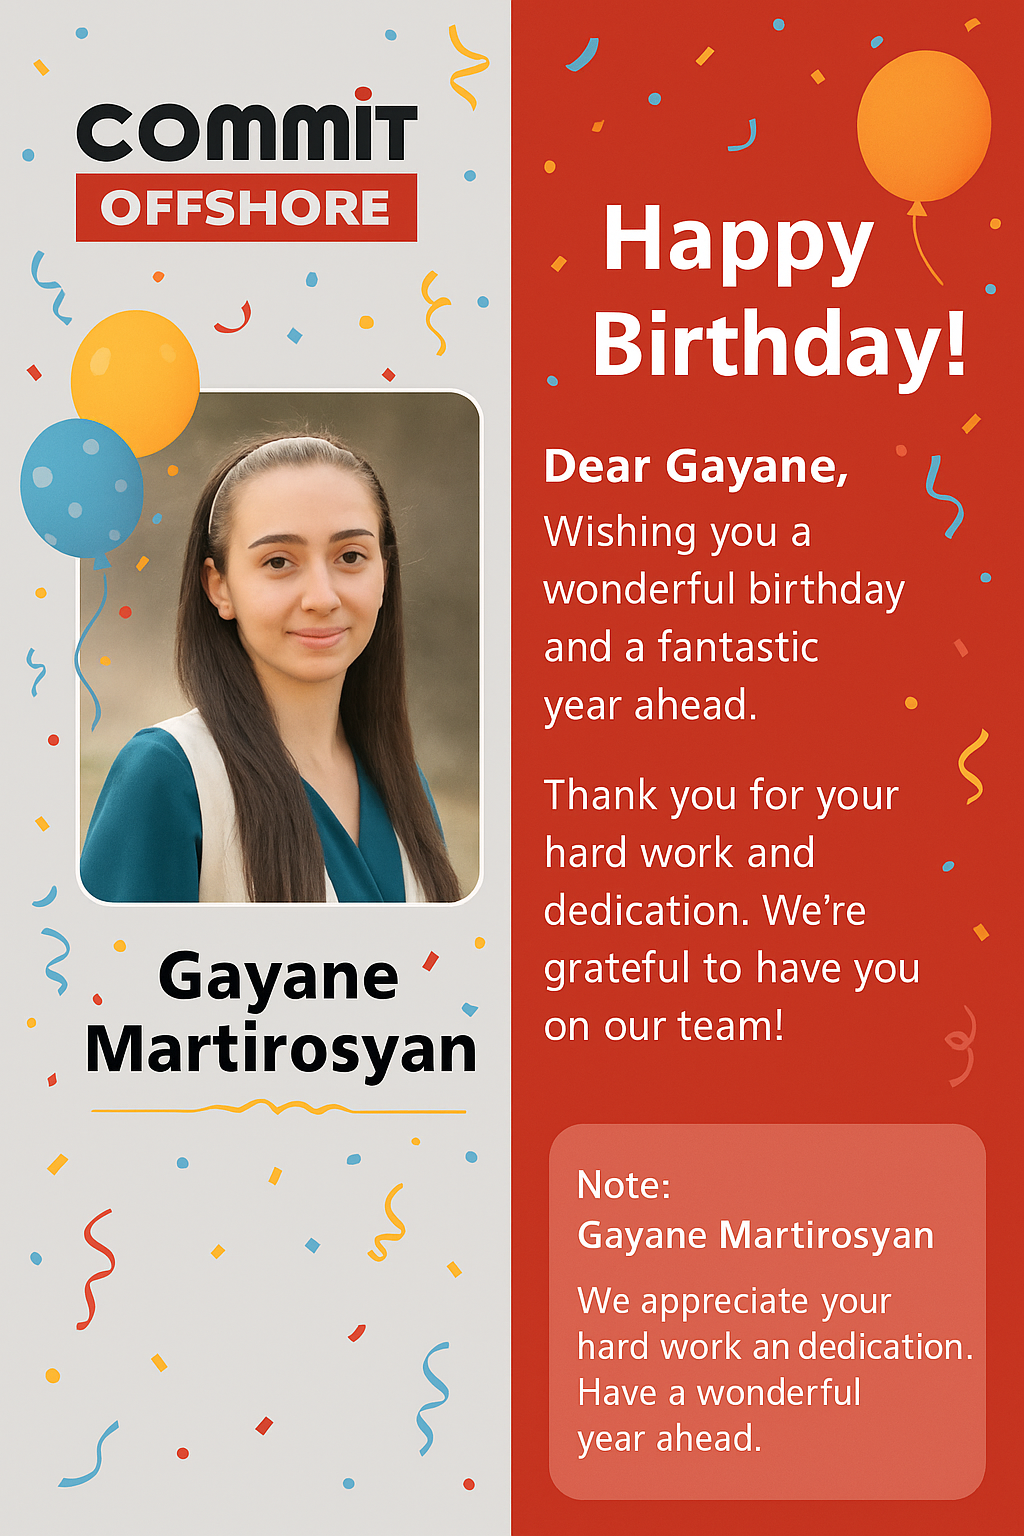 commit
OFFSHORE
Gayane
Martirosyan
Happy
Birthday!
Dear Gayane,
Wishing you a
wonderful birthday
and a fantastic
year ahead.
Thank you for your
hard work and
dedication. We’re
grateful to have you
on our team!
Note:
Gayane Martirosyan
We appreciate your
hard work an dedication.
Have a wonderful
year ahead.